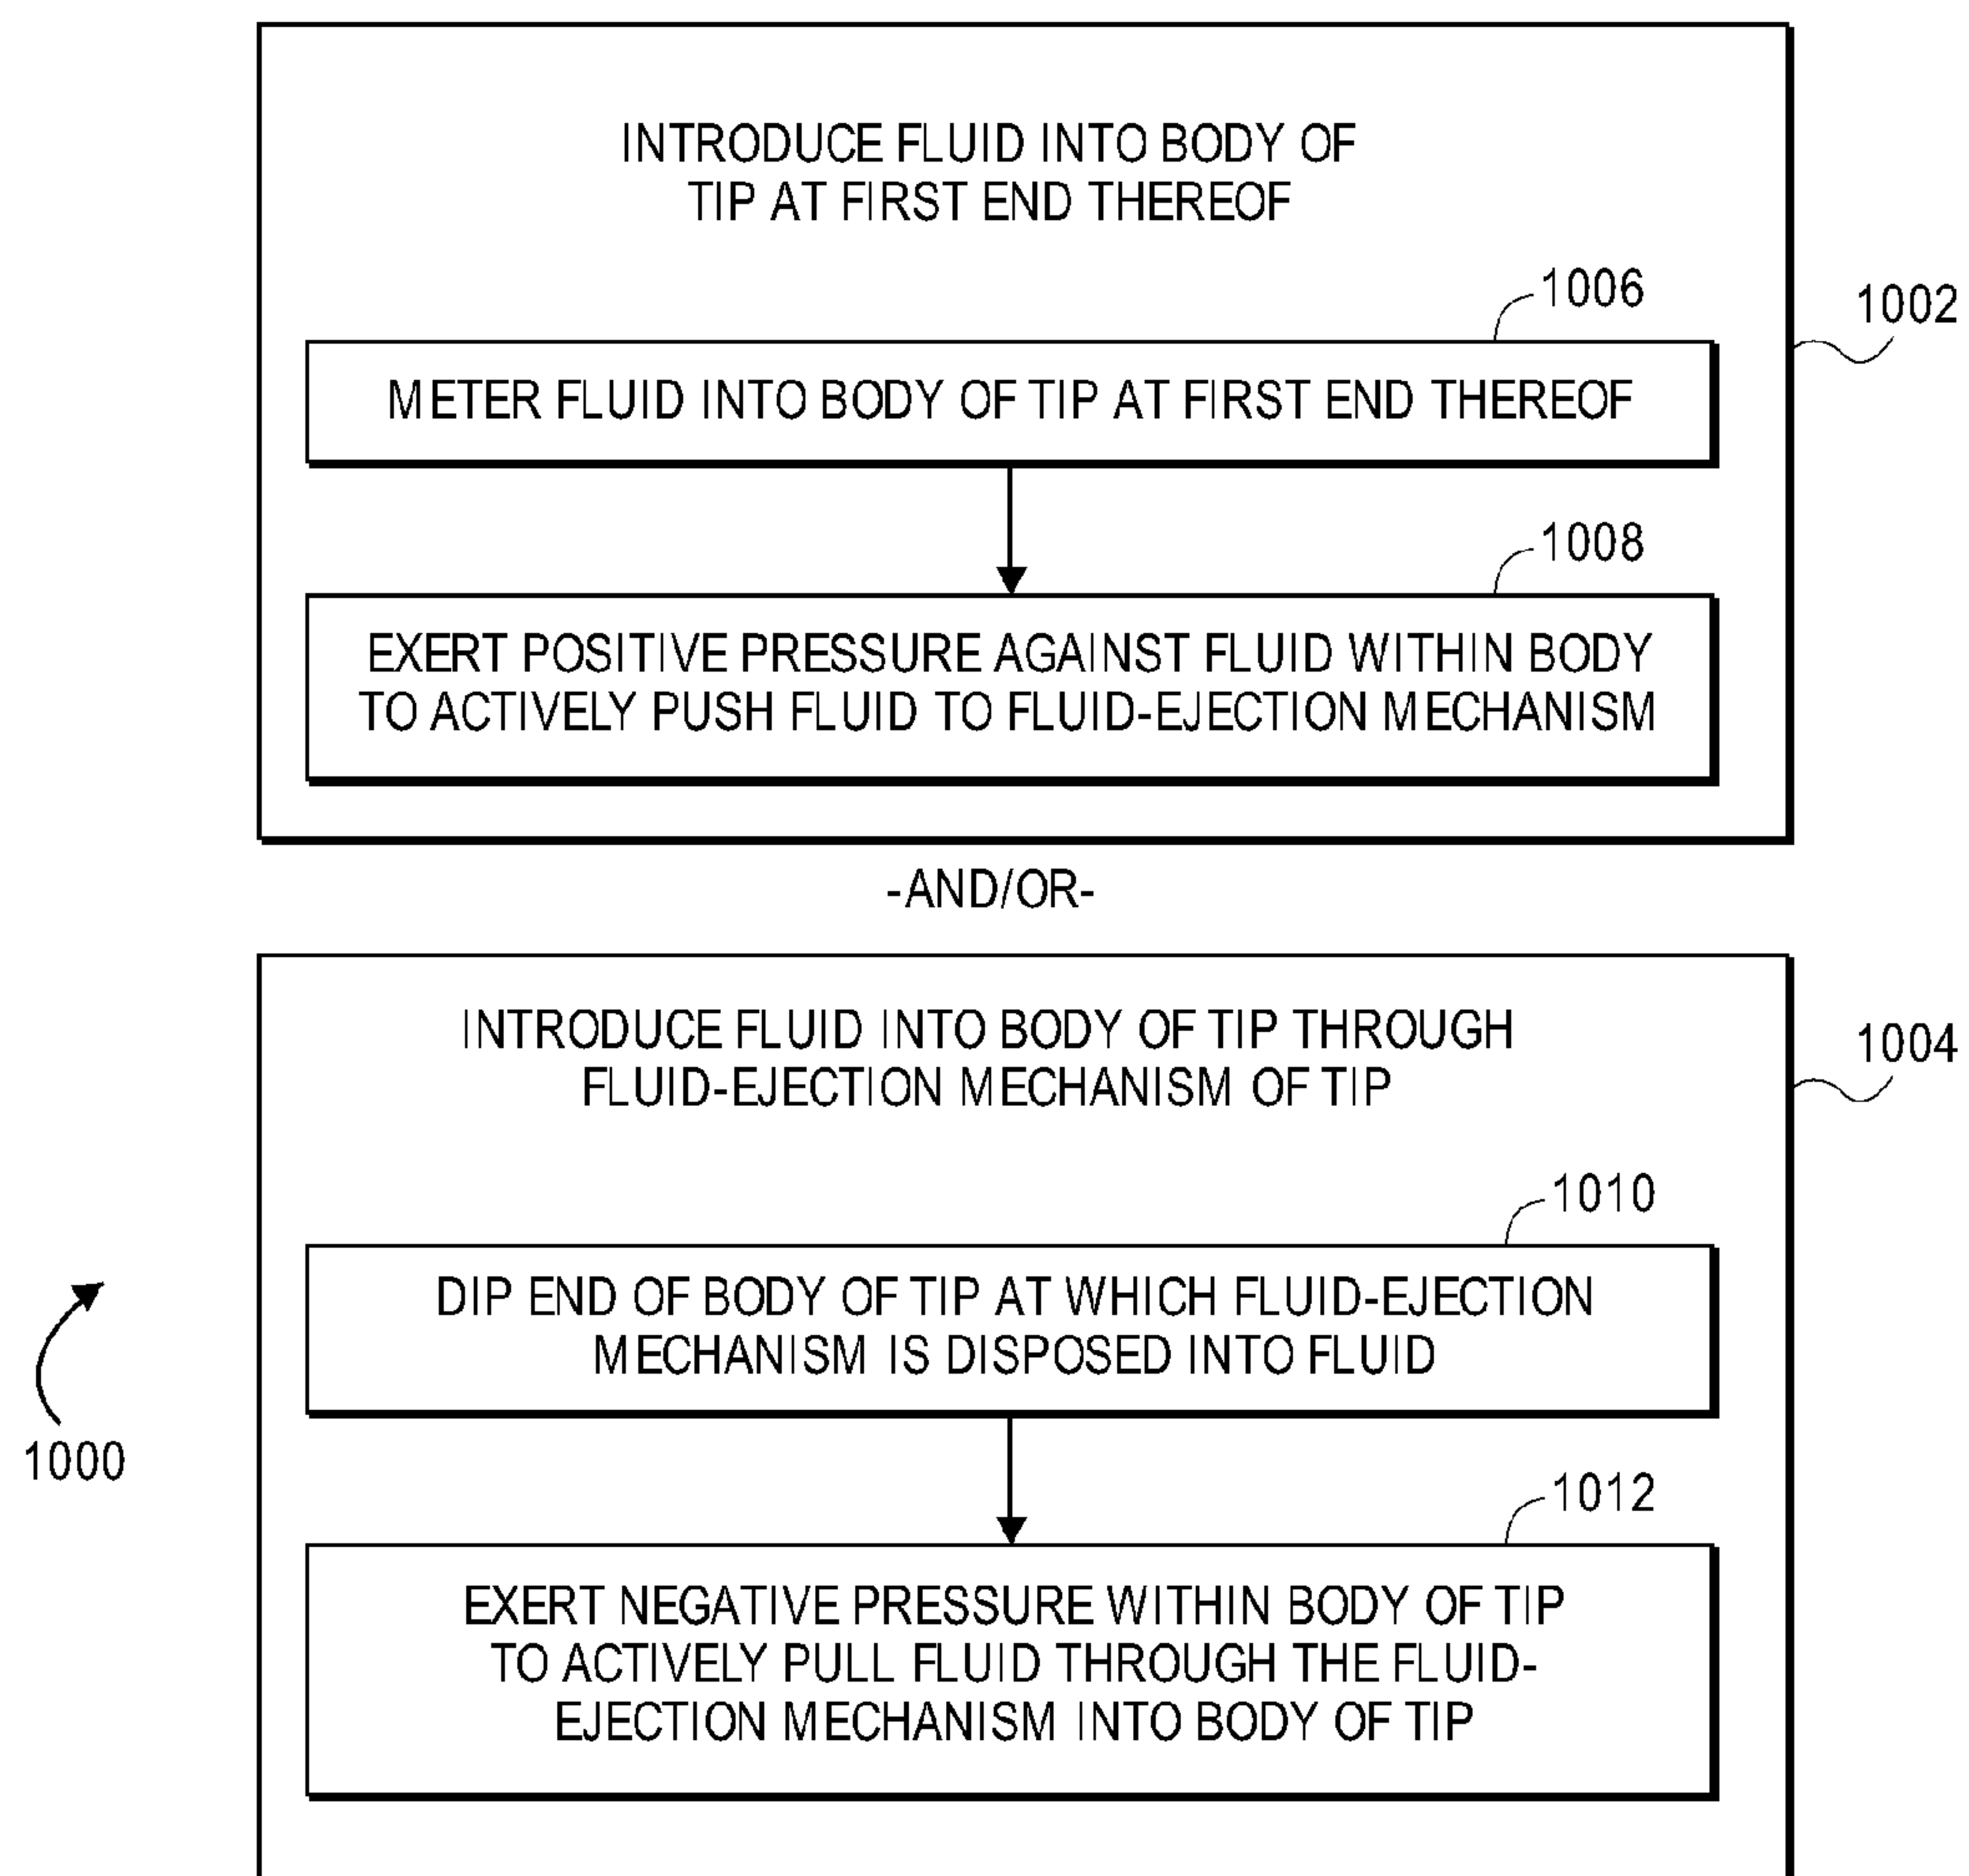 INTRODUCE FLUID INTO BODY OF
TIP AT FIRST END THEREOF
1006
1002
METER FLUID INTO BODY OF TIP AT FIRST END THEREOF
1008
EXERT POSITIVE PRESSURE AGAINST FLUID WITHIN BODY
TO ACTIVELY PUSH FLUID TO FLUID-EJECTION MECHANISM
-AND/OR-
INTRODUCE FLUID INTO BODY OF TIP THROUGH
FLUID-EJECTION MECHANISM OF TIP
1004
1010
DIP END OF BODY OF TIP AT WHICH FLUID-EJECTION
MECHANISM IS DISPOSED INTO FLUID
1000
1012
EXERT NEGATIVE PRESSURE WITHIN BODY OF TIP
TO ACTIVELY PULL FLUID THROUGH THE FLUID-
EJECTION MECHANISM INTO BODY OF TIP